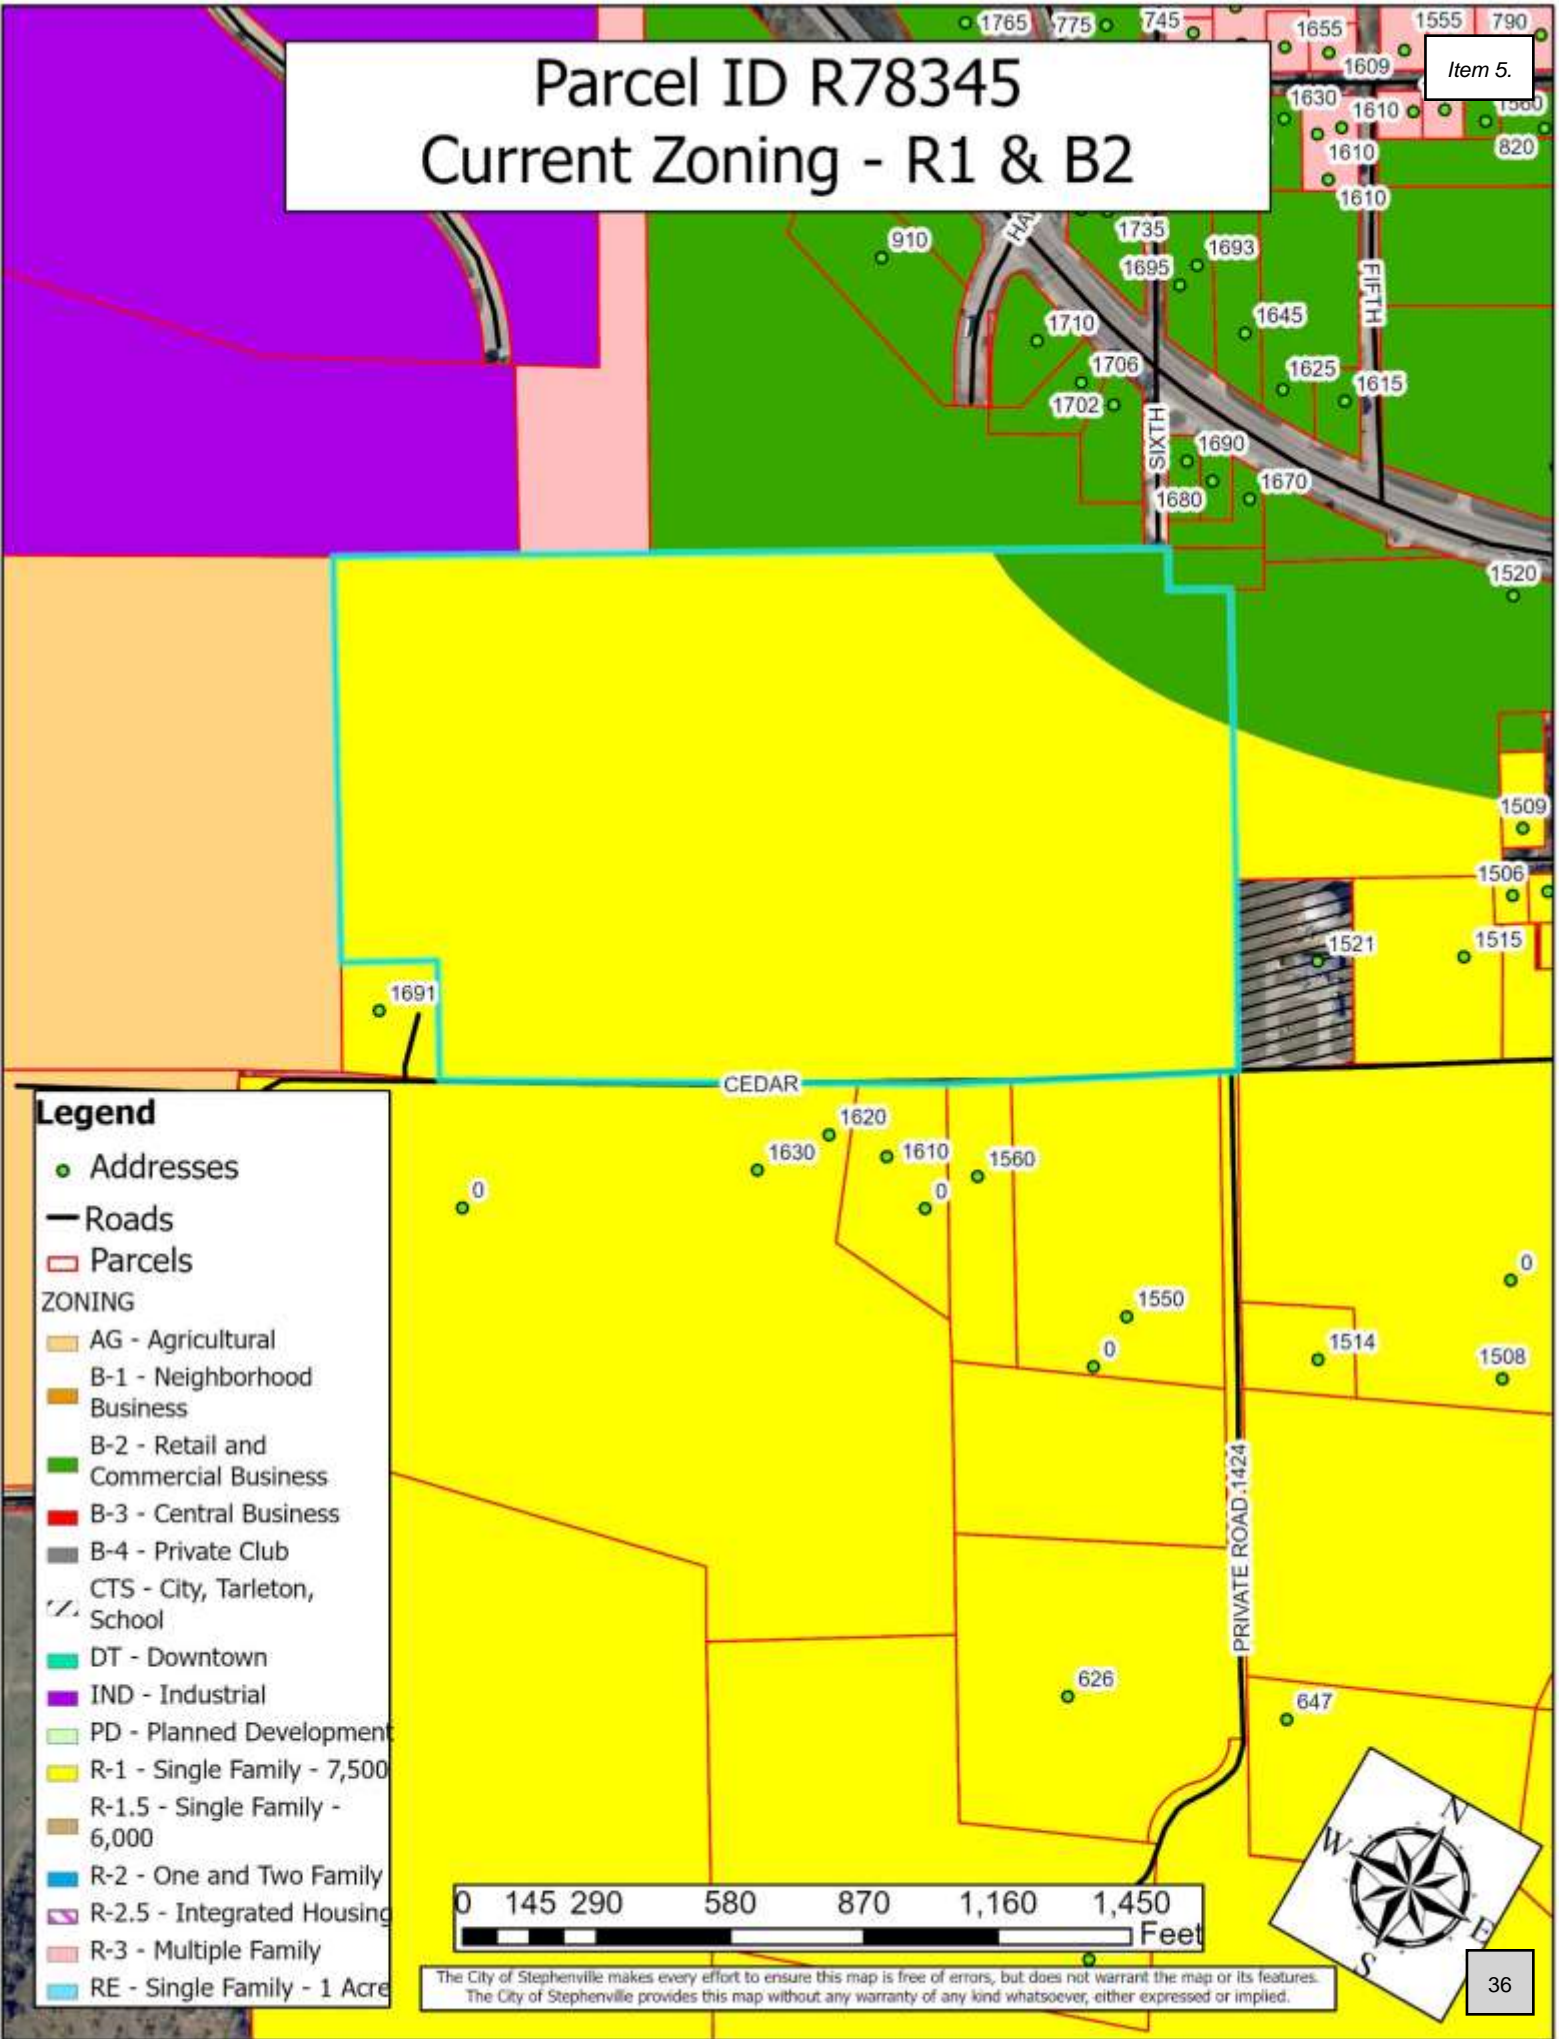 1765
775
745
1655
1555
790
Parcel ID R78345
Current Zoning - R1 & B2
Item 5.
1609
1630
1610
1560
1610
820
1610
910
HA
1735
1693
1695
FIFTH
1645
1710
1706
1625
1615
1702
SIXTH
1690
1670
1680
1520
1509
1506
1521
1515
1691
CEDAR
1620
1630
1610
1560
0
0
0
1550
1514
0
1508
PRIVATE ROAD 1424
626
647
Legend
Addresses
Roads
Parcels
ZONING
AG - Agricultural
B-1 - Neighborhood
Business
B-2 - Retail and
Commercial Business
B-3 - Central Business
B-4 - Private Club
CTS - City, Tarleton,
School
DT - Downtown
IND - Industrial
PD - Planned Development
R-1 - Single Family - 7,500
R-1.5 - Single Family -
6,000
R-2 - One and Two Family
R-2.5 - Integrated Housing
R-3 - Multiple Family
RE - Single Family - 1 Acre
0 145 290 580 870 1,160 1,450
Feet
N
W
E
S
The City of Stephenville makes every effort to ensure this map is free of errors, but does not warrant the map or its features.
The City of Stephenville provides this map without any warranty of any kind whatsoever, either expressed or implied.
36